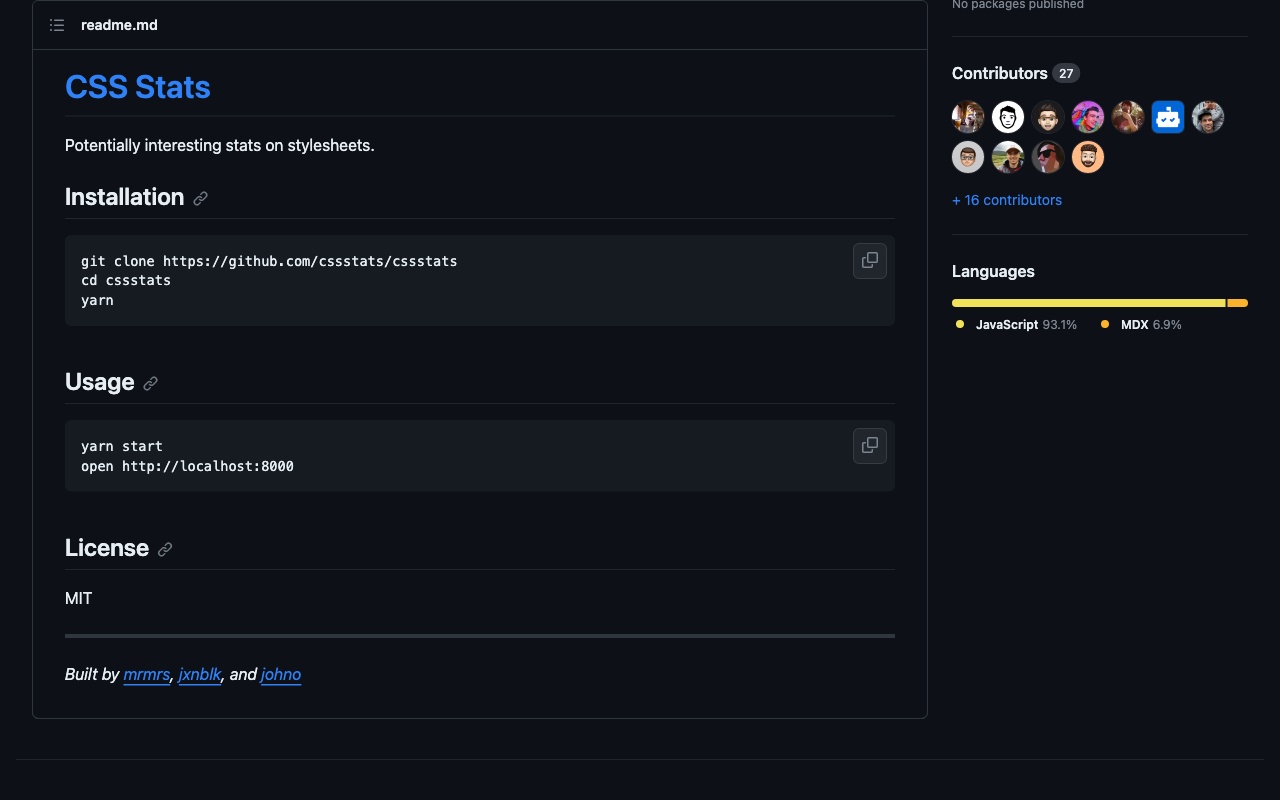 readme.md
CSS Stats
Potentially interesting stats on stylesheets.
Installation
git clone https://github.com/cssstats/cssstats
cd cssstats
yarn
Usage
yarn start
open http://localhost:8000
License
MIT
Built by mrmrs, jxnblk, and johno
No packages published
Contributors 27
+ 16 contributors
Languages
JavaScript 93.1% MDX 6.9%